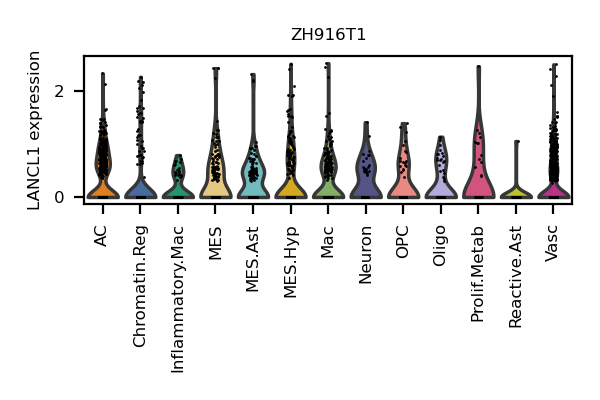 ZH916T1
LANCL1 expression
2
0
AC
Chromatin.Reg
Inflammatory.Mac
MES
MES.Ast
MES.Hyp
Mac
Neuron
OPC
Oligo
Prolif.Metab
Reactive.Ast
Vasc